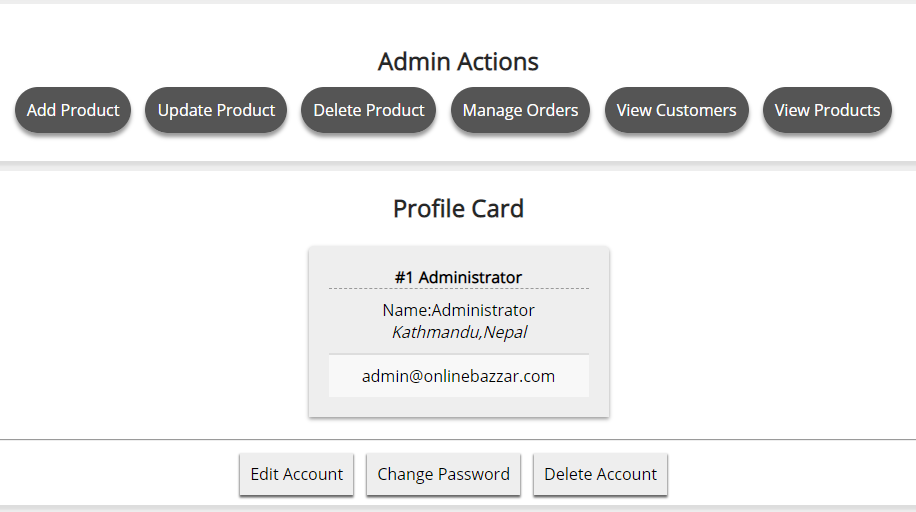 Admin Actions
Add Product Update Product Delete Product Manage Orders View Customers View Products
Profile Card
#1 Administrator
Name:Administrator
Kathmandu,Nepal
admin@onlinebazzar.com
Edit Account Change Password Delete Account